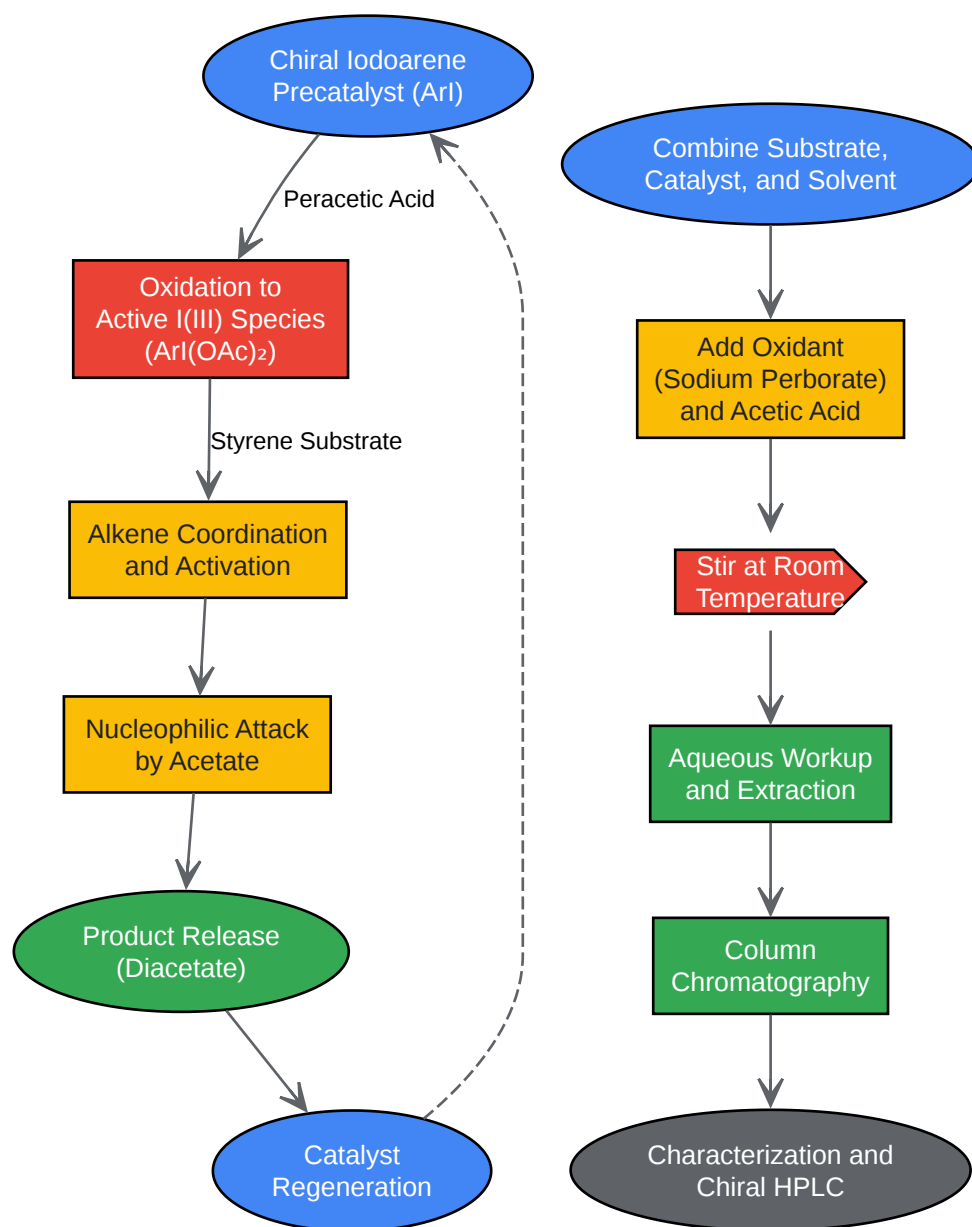 Chiral Iodoarene
Precatalyst (ArI)
Peracetic Acid
Oxidation to
Active I(III) Species
(ArI(OAc)₂)
Styrene Substrate
Alkene Coordination
and Activation
Nucleophilic Attack
by Acetate
Product Release
(Diacetate)
Catalyst
Regeneration
Combine Substrate,
Catalyst, and Solvent
Add Oxidant
(Sodium Perborate)
and Acetic Acid
Stir at Room
Temperature
Aqueous Workup
and Extraction
Column
Chromatography
Characterization and
Chiral HPLC